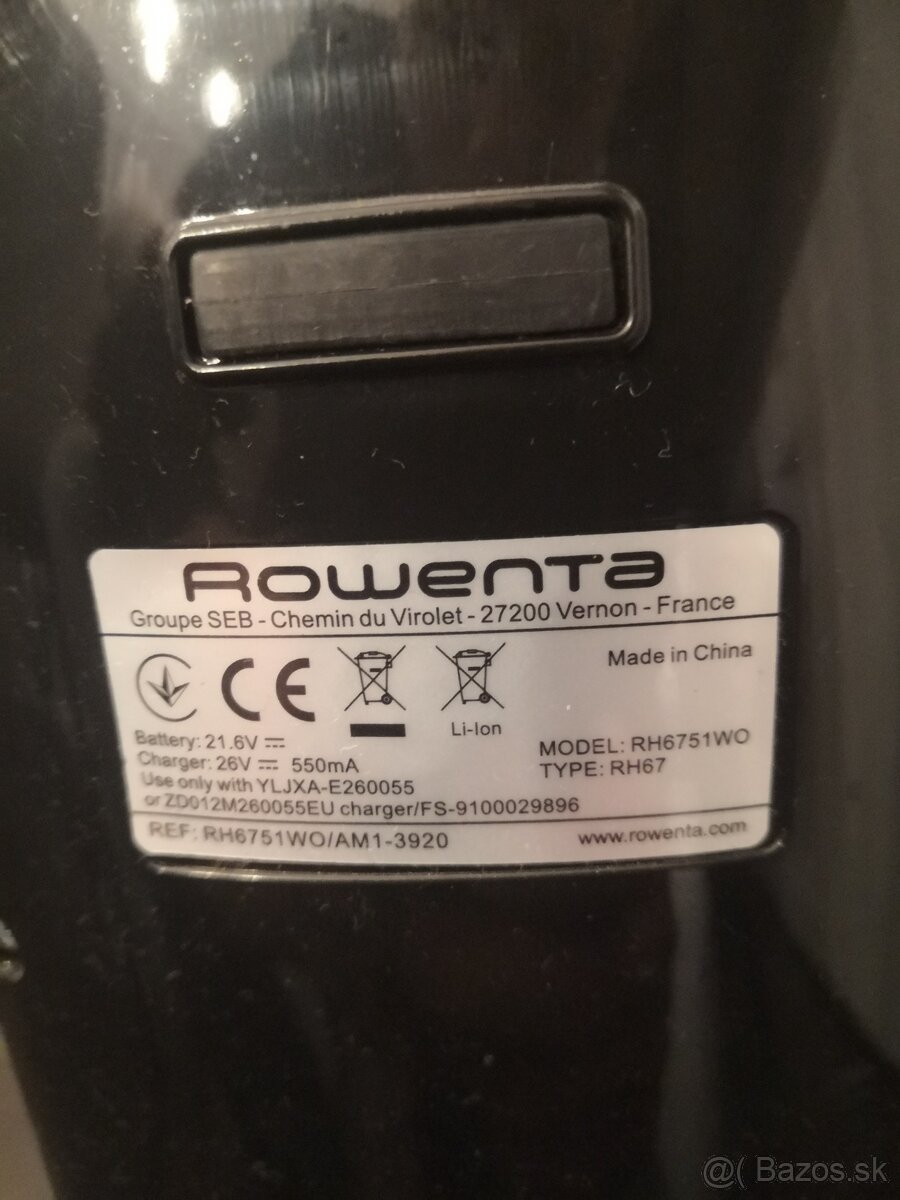 Rowenta
Groupe SEB - Chemin du Virolet - 27200 Vernon - France
CE
Made in China
Li-Ion
Battery: 21.6V ⎓
Charger: 26V ⎓ 550mA
Use only with YLJXA-E260055
or ZD012M260055EU charger/FS-9100029896
MODEL: RH6751WO
TYPE: RH67
REF: RH6751WO/AM1-3920
www.rowenta.com
@( Bazos.sk